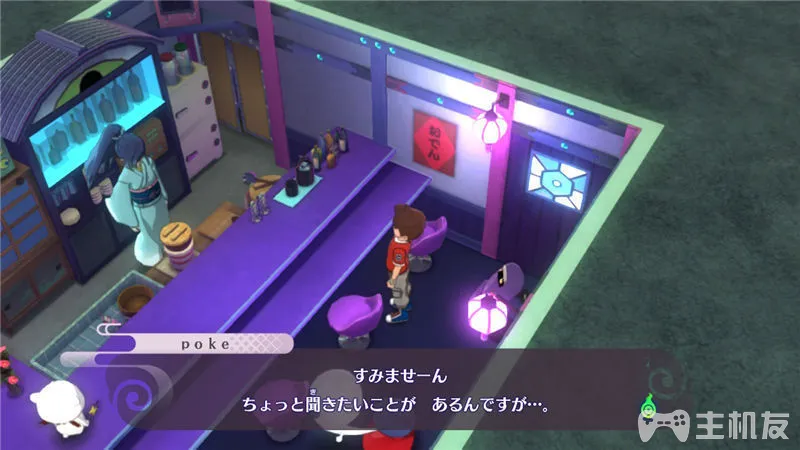 おでん
poke
すみませーん
ちょっと聞きたいことが　あるんですが…。
き
主机友